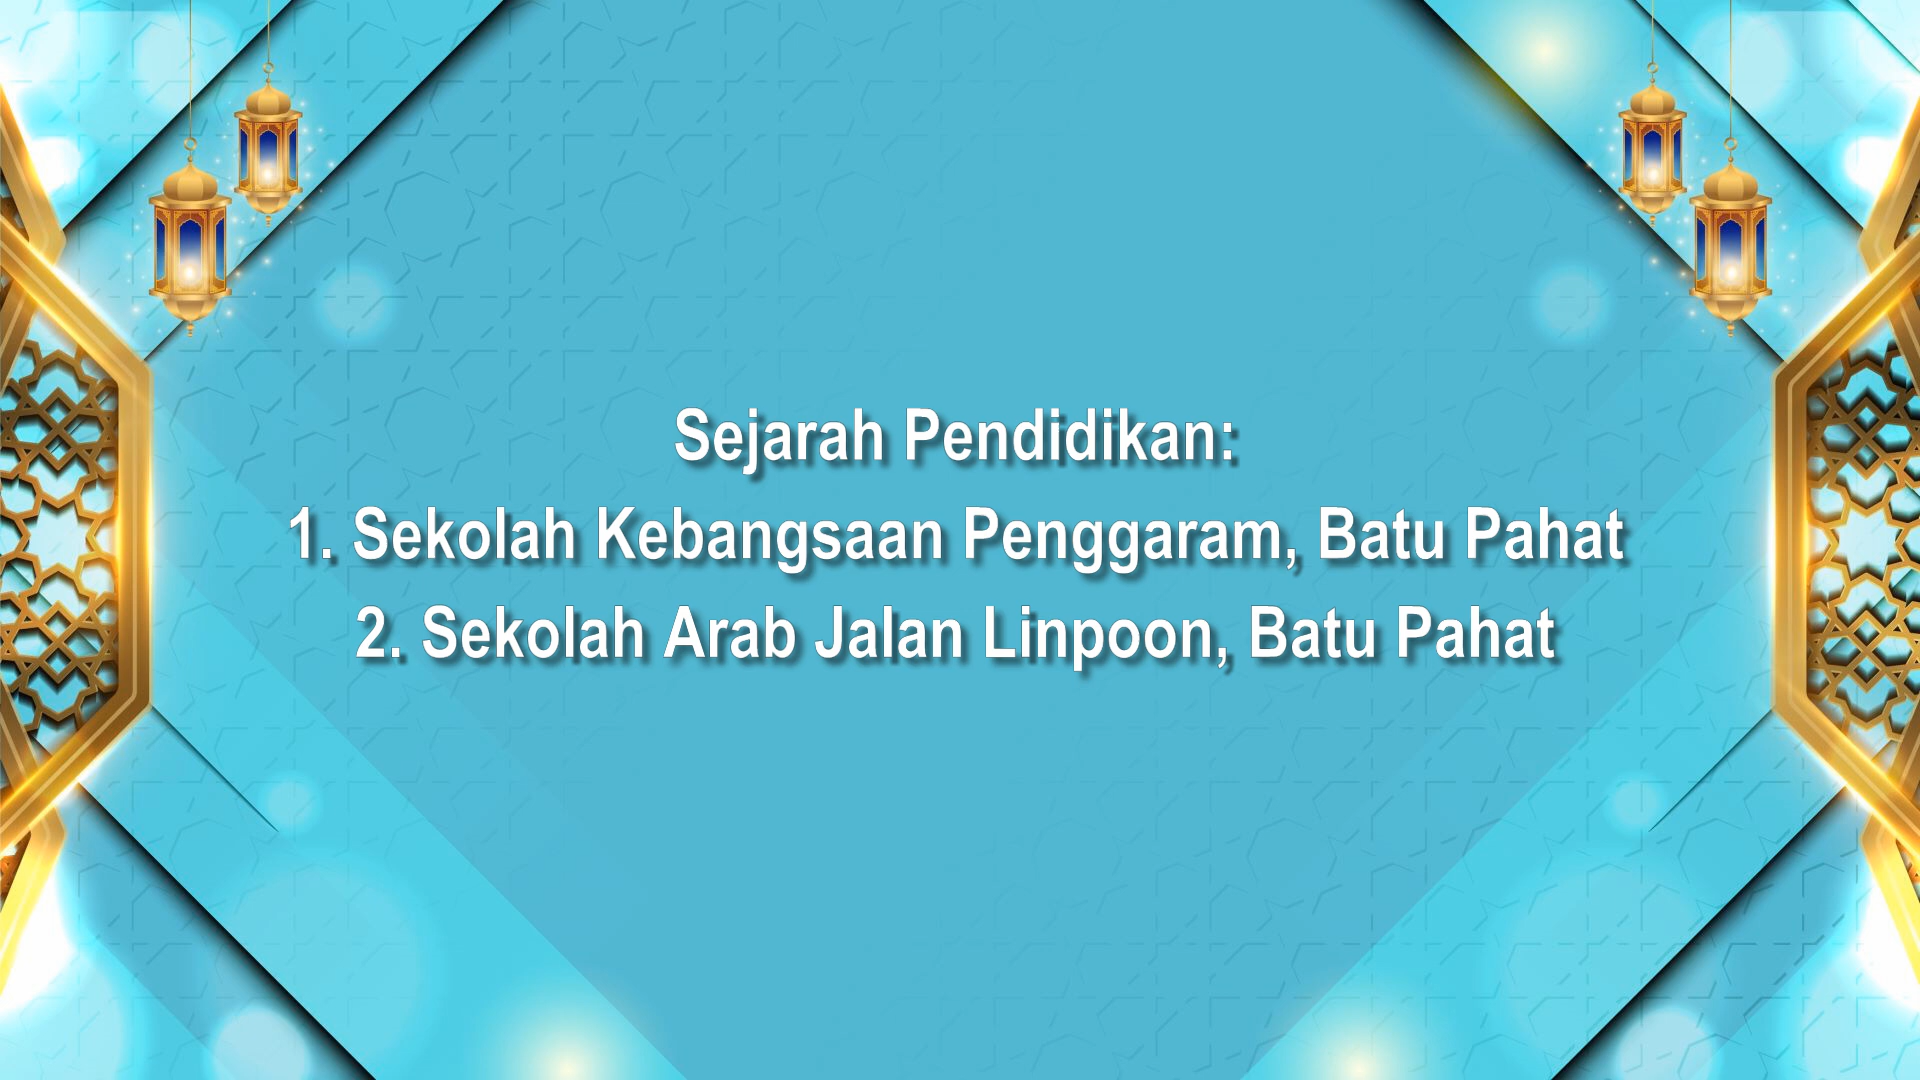 Sejarah Pendidikan:
1. Sekolah Kebangsaan Penggaram, Batu Pahat
2. Sekolah Arab Jalan Linpoon, Batu Pahat